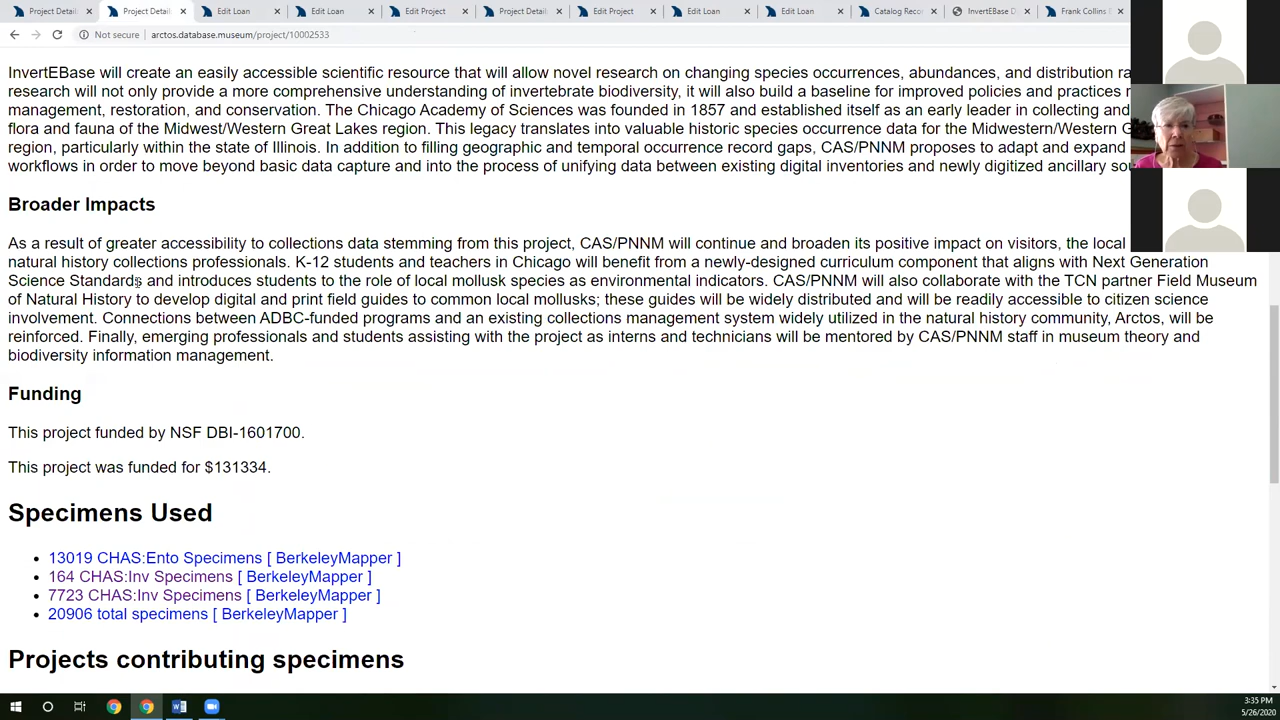 Project Detail
Project Detail
Edit Loan
Edit Loan
Edit Project
Project Detail
Edit Project
Edit Loan
Edit Loan
Catalog Reco
InvertEBase D
Frank Collins
Not secure
arctos.database.museum/project/10002533
InvertEBase will create an easily accessible scientific resource that will allow novel research on changing species occurrences, abundances, and distribution
research will not only provide a more comprehensive understanding of invertebrate biodiversity, it will also build a baseline for improved policies and practices
management, restoration, and conservation. The Chicago Academy of Sciences was founded in 1857 and established itself as an early leader in collecting and
flora and fauna of the Midwest/Western Great Lakes region. This legacy translates into valuable historic species occurrence data for the Midwestern/Western
region, particularly within the state of Illinois. In addition to filling geographic and temporal occurrence record gaps, CAS/PNNM proposes to adapt and expand
workflows in order to move beyond basic data capture and into the process of unifying data between existing digital inventories and newly digitized ancillary
Broader Impacts
As a result of greater accessibility to collections data stemming from this project, CAS/PNNM will continue and broaden its positive impact on visitors, the local
natural history collections professionals. K-12 students and teachers in Chicago will benefit from a newly-designed curriculum component that aligns with Next Generation
Science Standards and introduces students to the role of local mollusk species as environmental indicators. CAS/PNNM will also collaborate with the TCN partner Field Museum
of Natural History to develop digital and print field guides to common local mollusks; these guides will be widely distributed and will be readily accessible to citizen science
involvement. Connections between ADBC-funded programs and an existing collections management system widely utilized in the natural history community, Arctos, will be
reinforced. Finally, emerging professionals and students assisting with the project as interns and technicians will be mentored by CAS/PNNM staff in museum theory and
biodiversity information management.
Funding
This project funded by NSF DBI-1601700.
This project was funded for $131334.
Specimens Used
13019 CHAS:Ento Specimens [ BerkeleyMapper ]
164 CHAS:Inv Specimens [ BerkeleyMapper ]
7723 CHAS:Inv Specimens [ BerkeleyMapper ]
20906 total specimens [ BerkeleyMapper ]
Projects contributing specimens
3:35 PM
5/26/2020